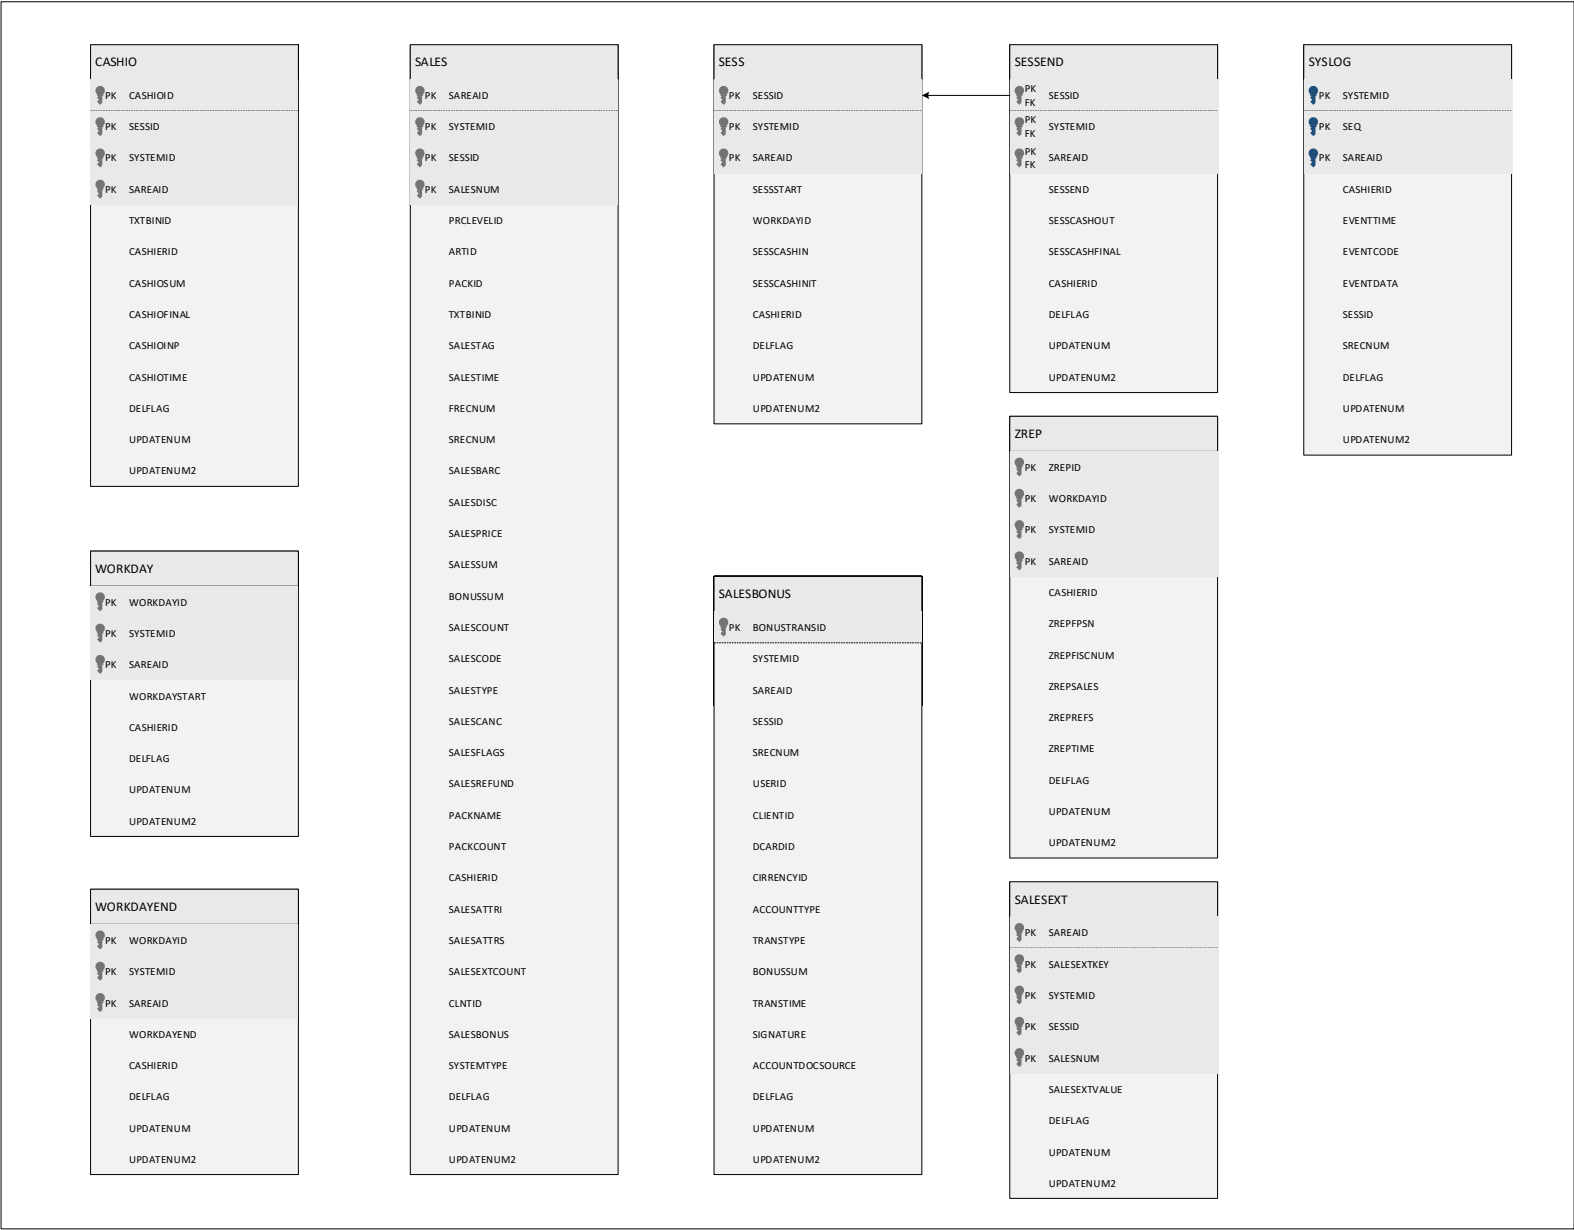 CASHIO
PK CASHIOID
PK SESSID
PK SYSTEMID
PK SAREAID
TXTBINID
CASHIERID
CASHIOSUM
CASHIOFINAL
CASHIOINP
CASHIOTIME
DELFLAG
UPDATENUM
UPDATENUM2
WORKDAY
PK WORKDAYID
PK SYSTEMID
PK SAREAID
WORKDAYSTART
CASHIERID
DELFLAG
UPDATENUM
UPDATENUM2
WORKDAYEND
PK WORKDAYID
PK SYSTEMID
PK SAREAID
WORKDAYEND
CASHIERID
DELFLAG
UPDATENUM
UPDATENUM2
SALES
PK SAREAID
PK SYSTEMID
PK SESSID
PK SALESNUM
PRCLEVELID
ARTID
PACKID
TXTBINID
SALESTAG
SALESTIME
FRECNUM
SRECNUM
SALESBARC
SALESDISC
SALESPRICE
SALESSUM
BONUSSUM
SALESCOUNT
SALESCODE
SALESTYPE
SALESCANC
SALESFLAGS
SALESREFUND
PACKNAME
PACKCOUNT
CASHIERID
SALESATTRI
SALESATTRS
SALESEXTCOUNT
CLNTID
SALESBONUS
SYSTEMTYPE
DELFLAG
UPDATENUM
UPDATENUM2
SESS
PK SESSID
PK SYSTEMID
PK SAREAID
SESSSTART
WORKDAYID
SESSCASHIN
SESSCASHINIT
CASHIERID
DELFLAG
UPDATENUM
UPDATENUM2
SALESBONUS
PK BONUSTRANSID
SYSTEMID
SAREAID
SESSID
SRECNUM
USERID
CLIENTID
DCARDID
CIRRENCYID
ACCOUNTTYPE
TRANSTYPE
BONUSSUM
TRANSTIME
SIGNATURE
ACCOUNTDOCSOURCE
DELFLAG
UPDATENUM
UPDATENUM2
SESSEND
PK
FK SESSID
PK
FK SYSTEMID
PK
FK SAREAID
SESSEND
SESSCASHOUT
SESSCASHFINAL
CASHIERID
DELFLAG
UPDATENUM
UPDATENUM2
ZREP
PK ZREPID
PK WORKDAYID
PK SYSTEMID
PK SAREAID
CASHIERID
ZREPFPSN
ZREPFISCNUM
ZREPSALES
ZREPREFS
ZREPTIME
DELFLAG
UPDATENUM
UPDATENUM2
SALESEXT
PK SAREAID
PK SALESEXTKEY
PK SYSTEMID
PK SESSID
PK SALESNUM
SALESEXTVALUE
DELFLAG
UPDATENUM
UPDATENUM2
SYSLOG
PK SYSTEMID
PK SEQ
PK SAREAID
CASHIERID
EVENTTIME
EVENTCODE
EVENTDATA
SESSID
SRECNUM
DELFLAG
UPDATENUM
UPDATENUM2